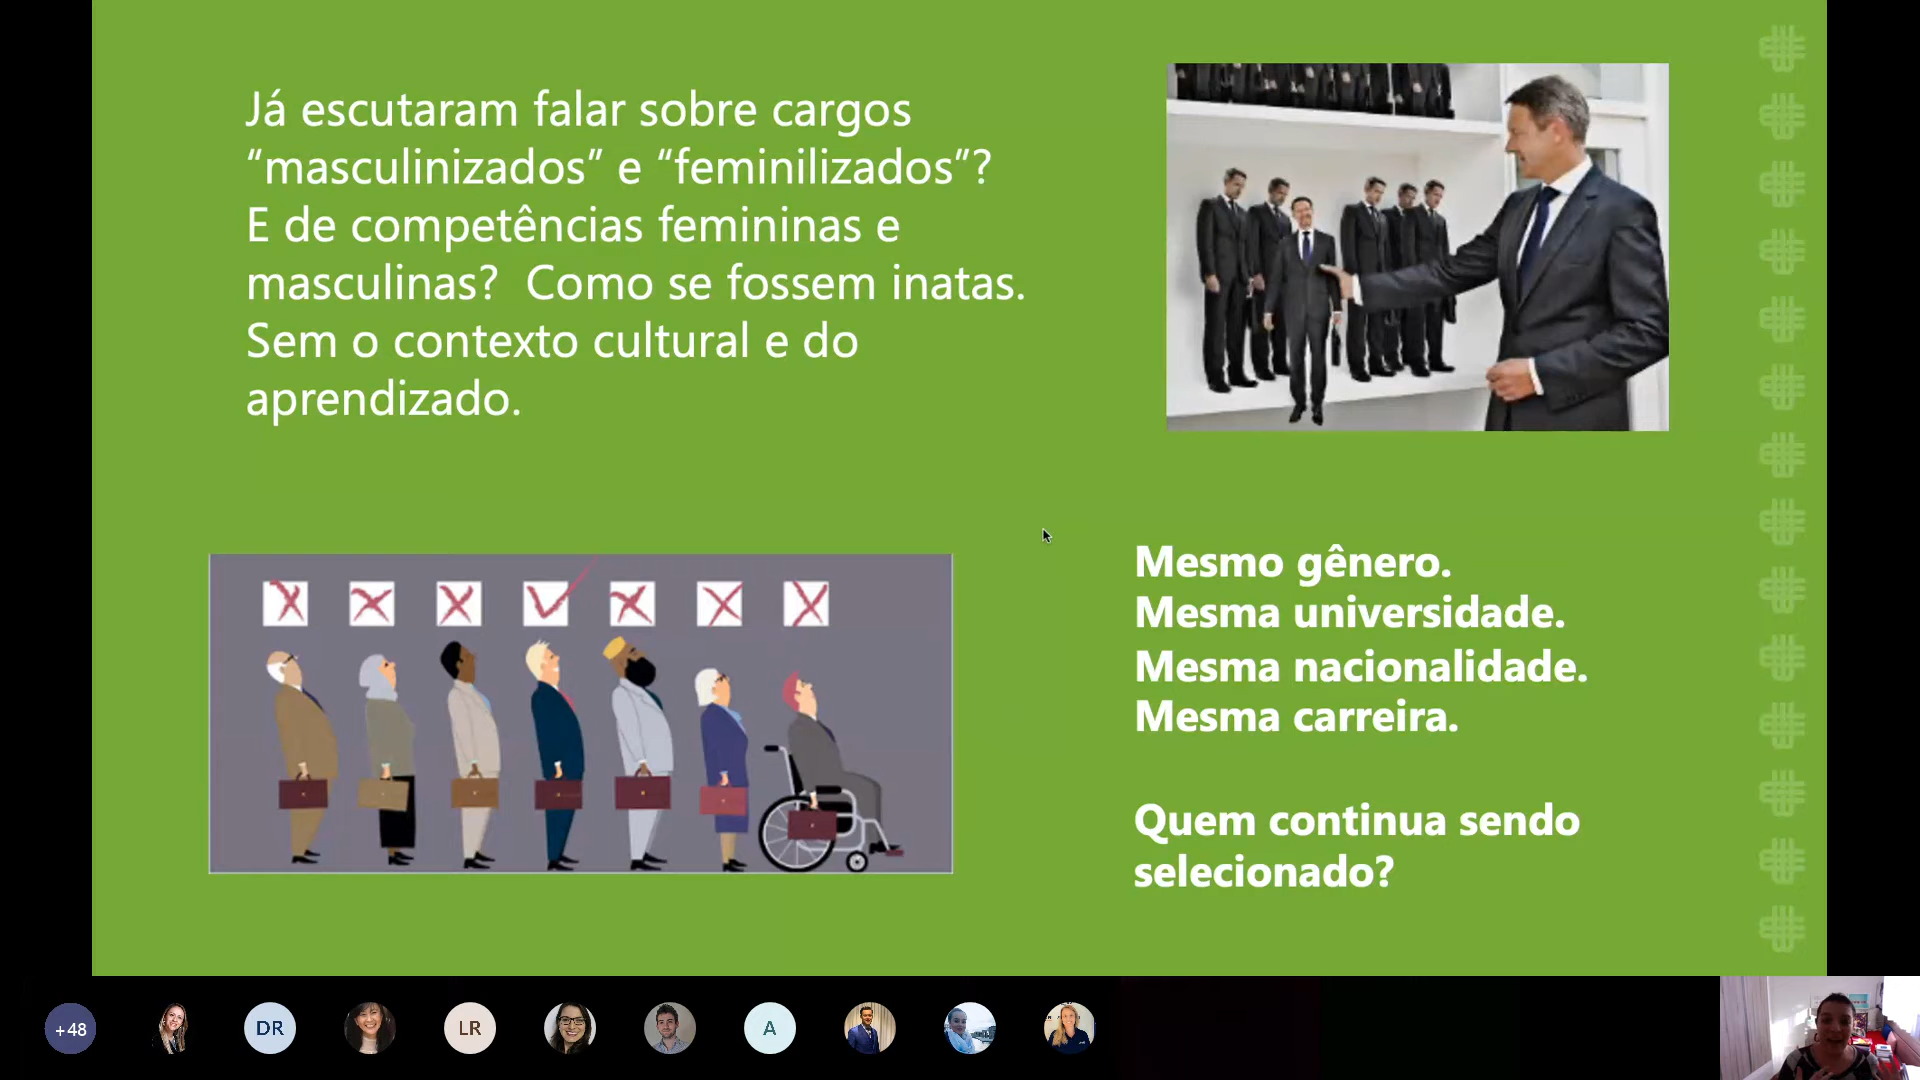 Já escutaram falar sobre cargos
“masculinizados” e “feminilizados”?
E de competências femininas e
masculinas?  Como se fossem inatas.
Sem o contexto cultural e do
aprendizado.
Mesmo gênero.
Mesma universidade.
Mesma nacionalidade.
Mesma carreira.
Quem continua sendo
selecionado?
+48
DR
LR
A